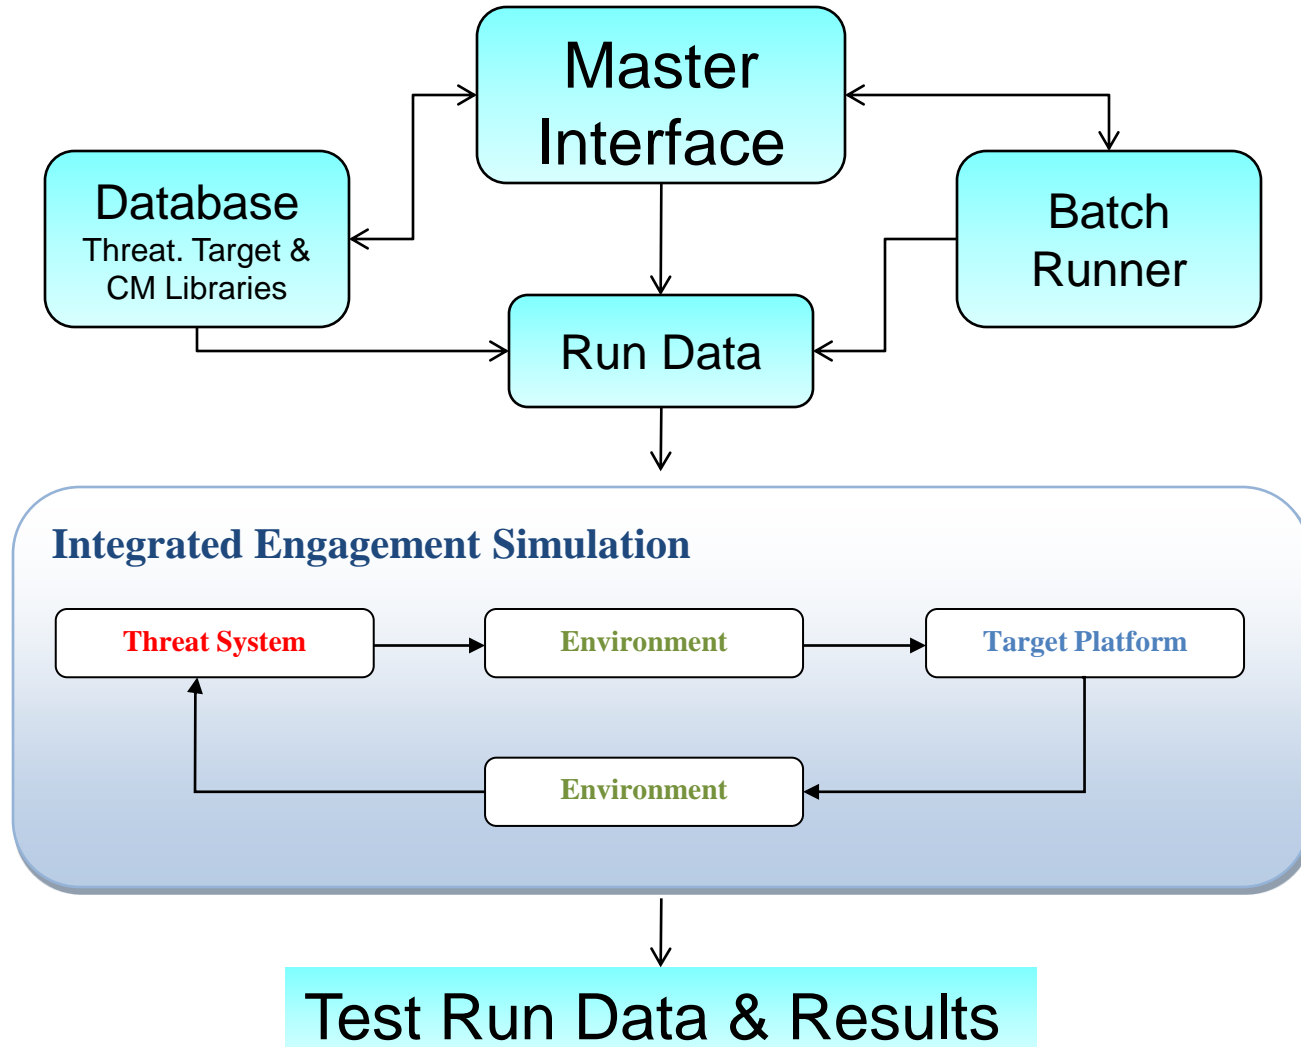 Master
Interface
Database
Threat. Target &
CM Libraries
Batch
Runner
Run Data
Integrated Engagement Simulation
Threat System
Environment
Target Platform
Environment
Test Run Data & Results